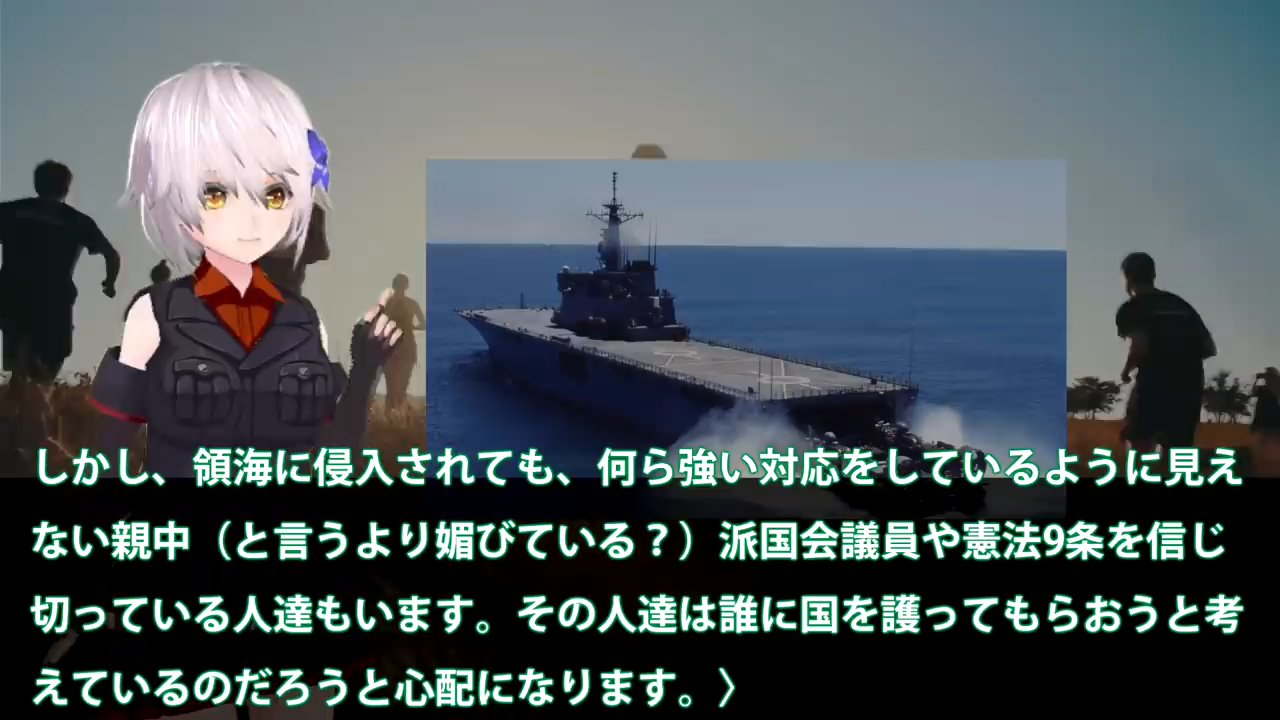 しかし、領海に侵入されても、何ら強い対応をしているように見え
ない親中（と言うより媚びている？）派国会議員や憲法9条を信じ
切っている人達もいます。その人達は誰に国を護ってもらおうと考
えているのだろうと心配になります。〉